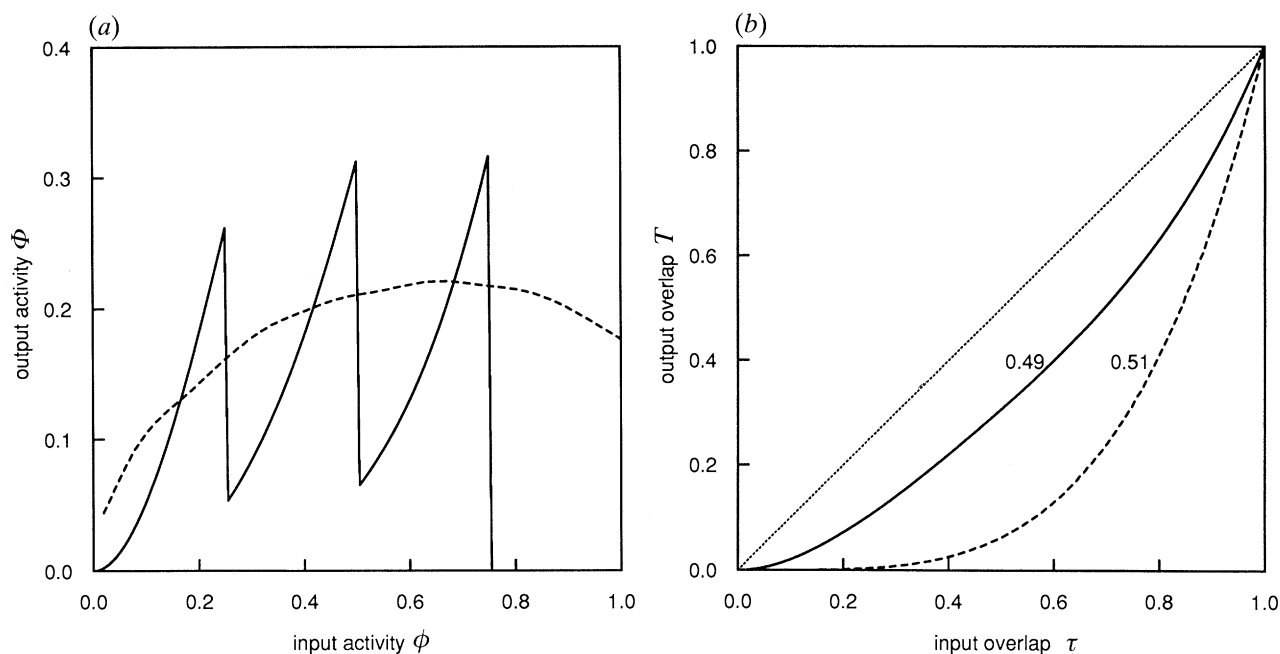 (a)
0.4
0.3
0.2
0.1
0.0
output activity Φ
0.0 0.2 0.4 0.6 0.8 1.0
input activity ϕ
(b)
1.0
0.8
0.6
0.4
0.2
0.0
output overlap T
0.49
0.51
0.0 0.2 0.4 0.6 0.8 1.0
input overlap τ